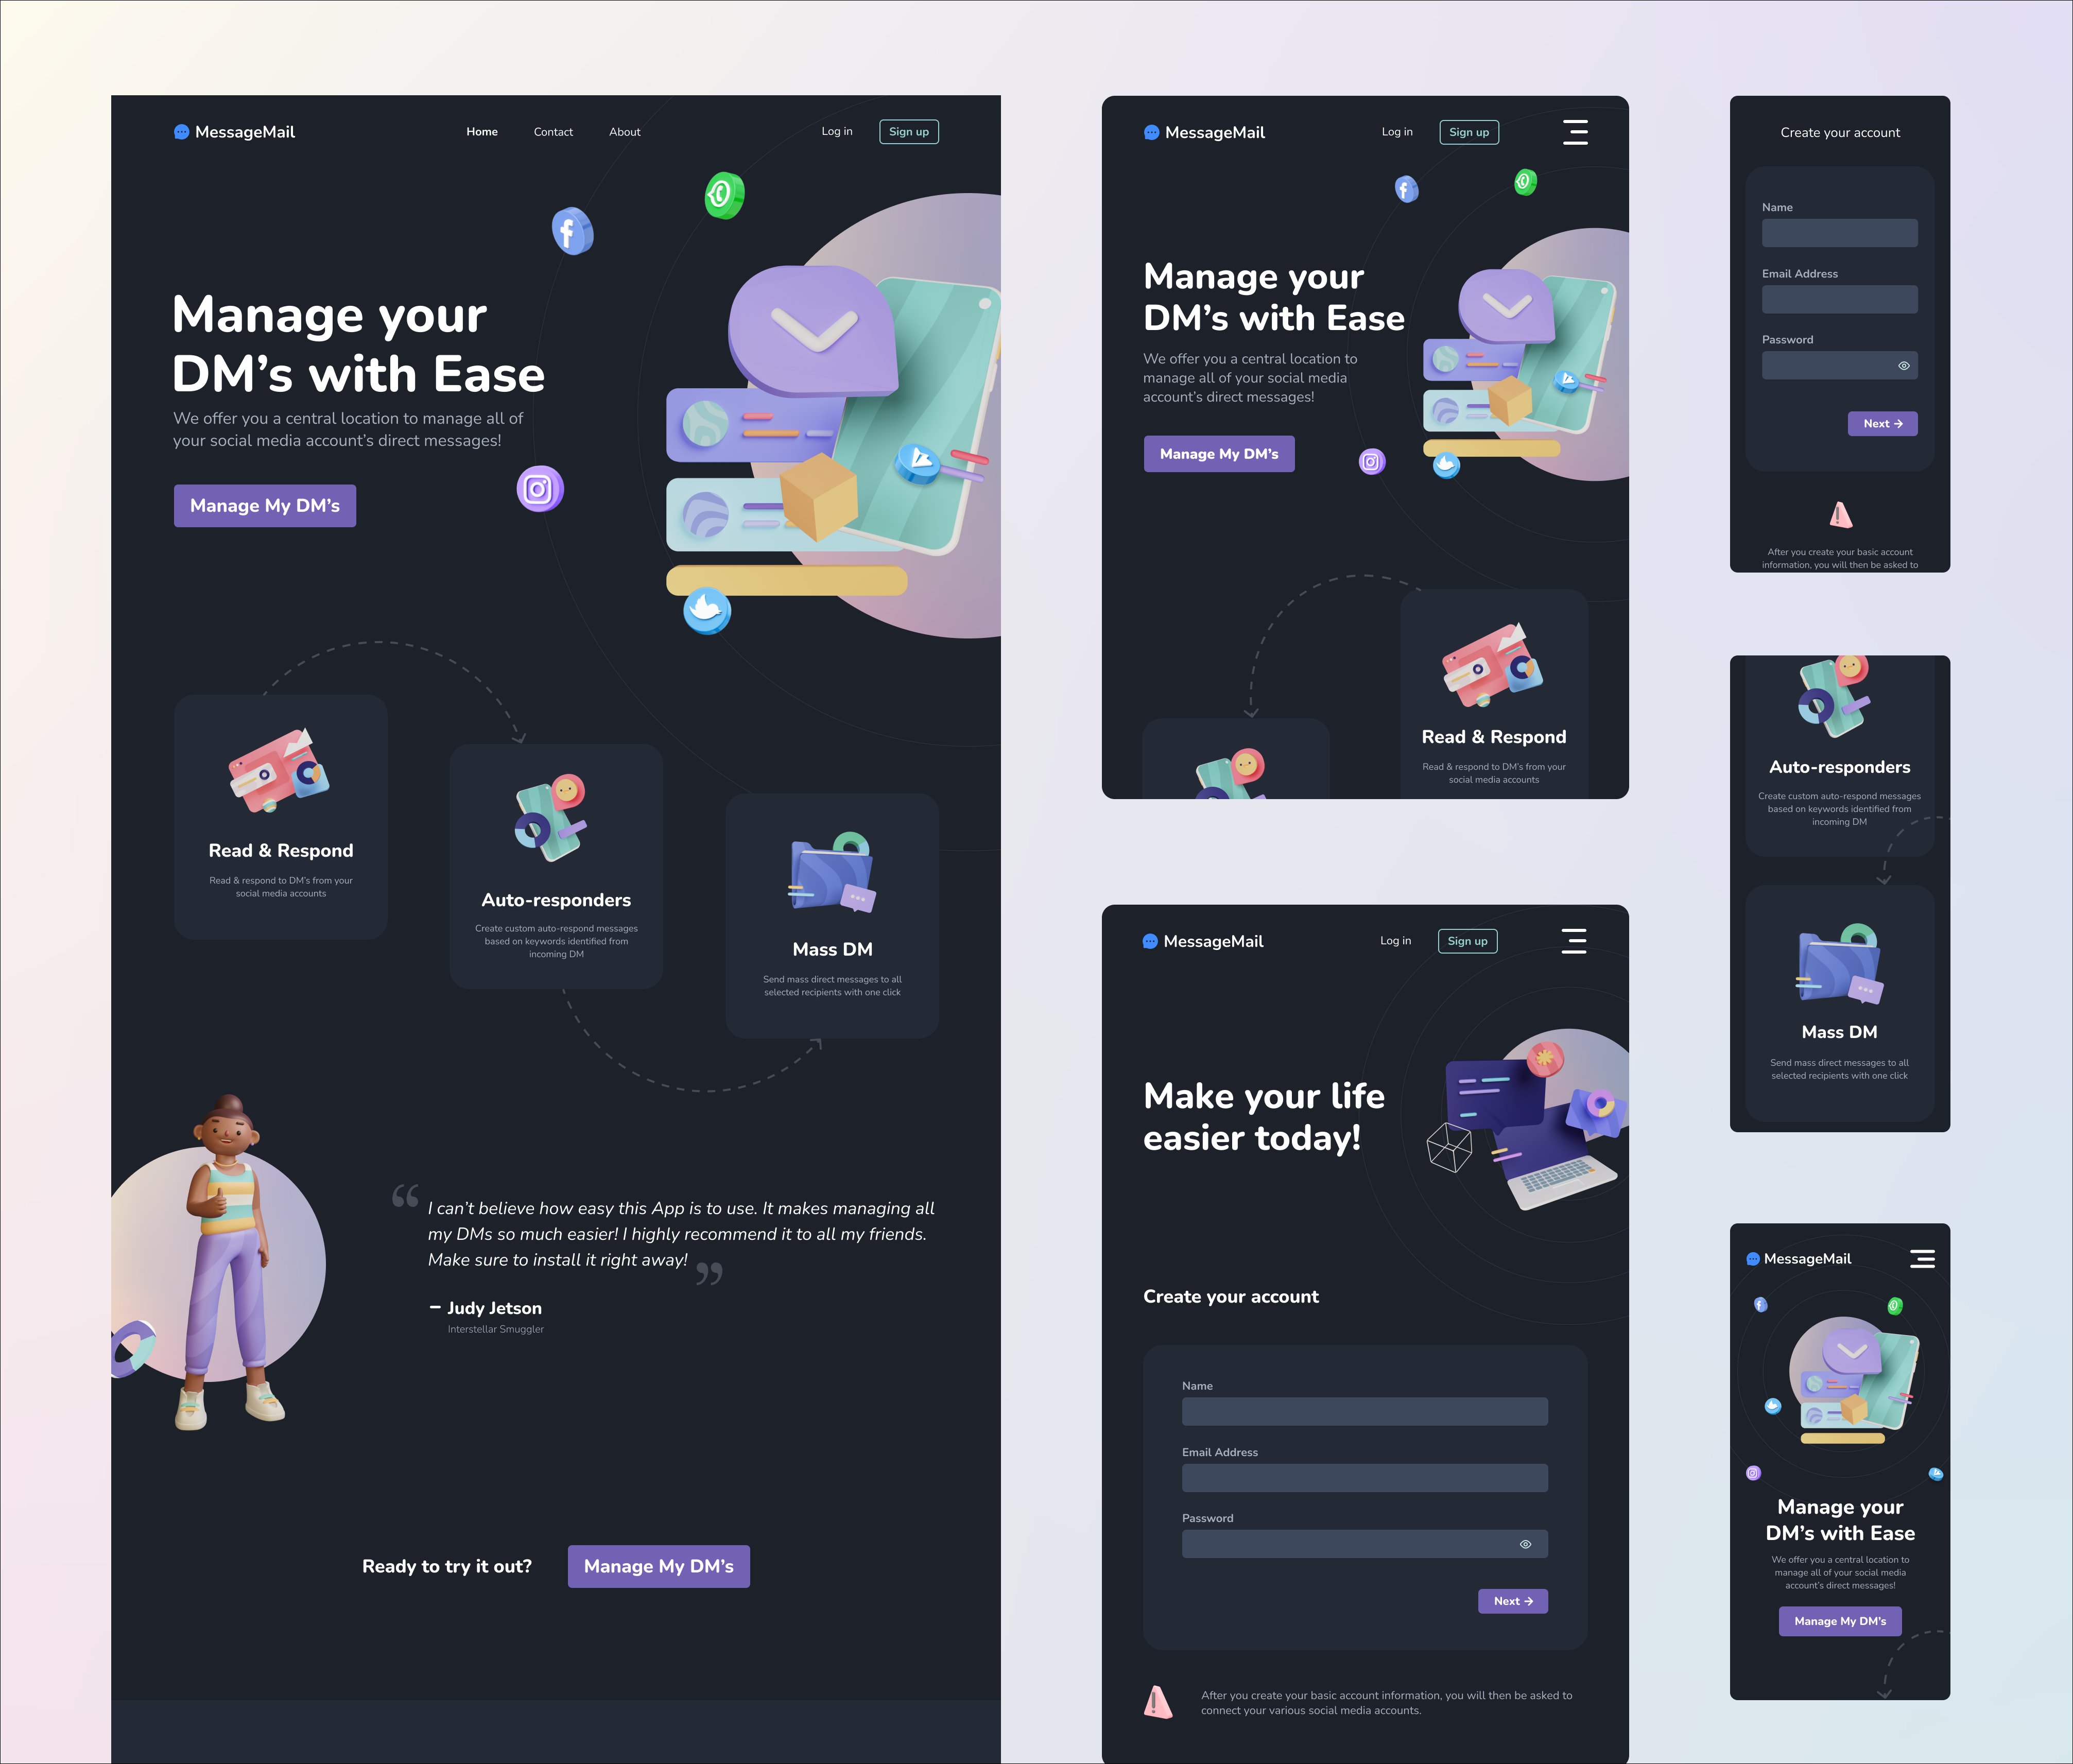 MessageMail
Home
Contact
About
Log in
Sign up
Manage your
DM’s with Ease
We offer you a central location to manage all of
your social media account’s direct messages!
Manage My DM’s
Read & Respond
Read & respond to DM’s from your
social media accounts
Auto-responders
Create custom auto-respond messages
based on keywords identified from
incoming DM
Mass DM
Send mass direct messages to all
selected recipients with one click
“ I can’t believe how easy this App is to use. It makes managing all
my DMs so much easier! I highly recommend it to all my friends.
Make sure to install it right away! ”
– Judy Jetson
Interstellar Smuggler
Ready to try it out?
Manage My DM’s
MessageMail
Log in
Sign up
Manage your
DM’s with Ease
We offer you a central location to
manage all of your social media
account’s direct messages!
Manage My DM’s
Read & Respond
Read & respond to DM’s from your
social media accounts
MessageMail
Log in
Sign up
Make your life
easier today!
Create your account
Name
Email Address
Password
Next →
After you create your basic account information, you will then be asked to
connect your various social media accounts.
Create your account
Name
Email Address
Password
Next →
After you create your basic account
information, you will then be asked to
Auto-responders
Create custom auto-respond messages
based on keywords identified from
incoming DM
Mass DM
Send mass direct messages to all
selected recipients with one click
MessageMail
Manage your
DM’s with Ease
We offer you a central location to
manage all of your social media
account’s direct messages!
Manage My DM’s